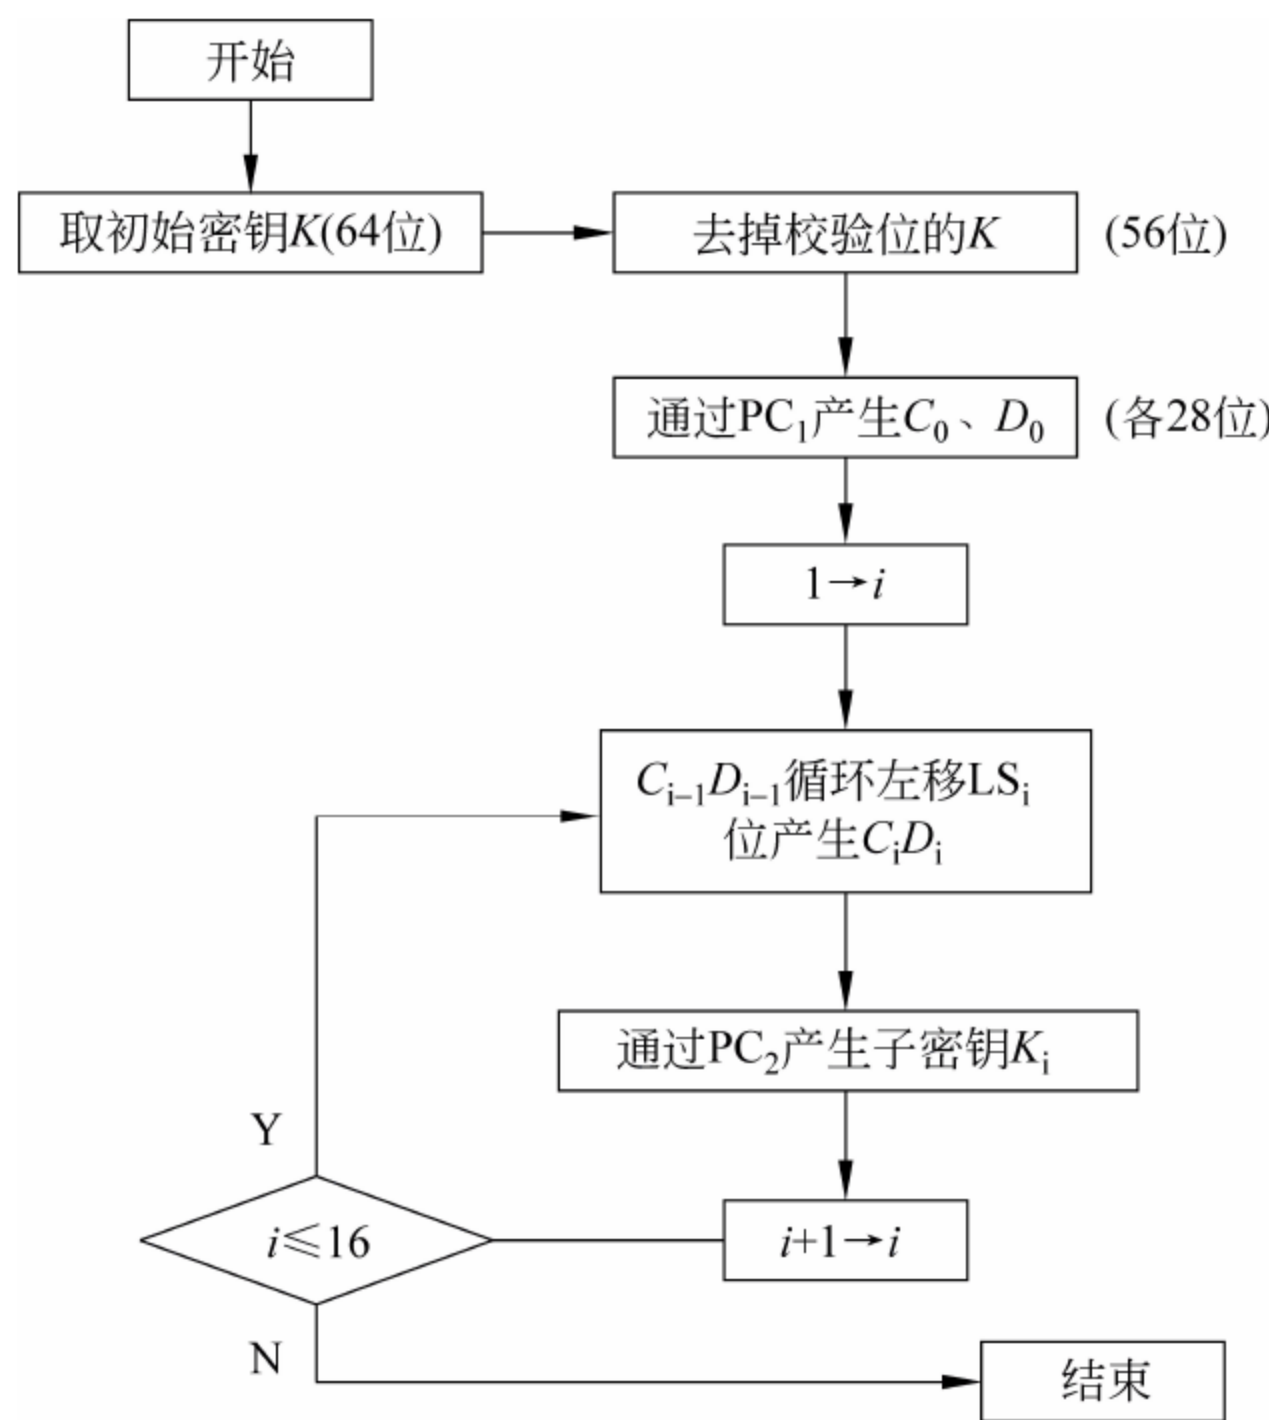 开始
取初始密钥K(64位)
去掉校验位的K
(56位)
通过PC₁产生C₀、D₀
(各28位)
1→i
Cᵢ₋₁Dᵢ₋₁循环左移LSᵢ
位产生CᵢDᵢ
通过PC₂产生子密钥Kᵢ
i+1→i
i≤16
Y
N
结束